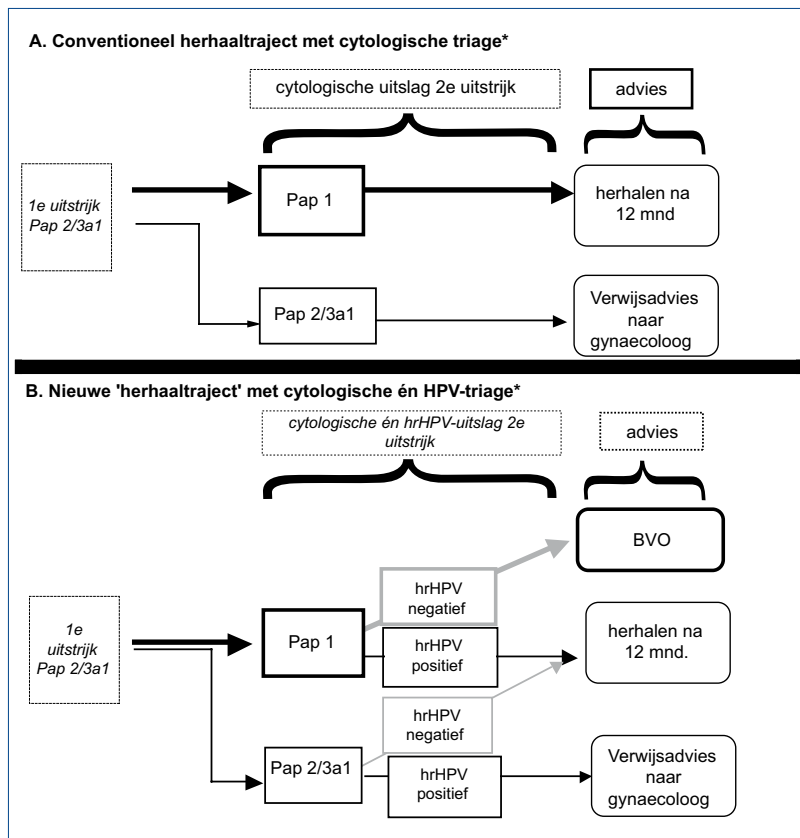 A. Conventioneel herhaaltraject met cytologische triage*
cytologische uitslag 2e uitstrijk
advies
1e uitstrijk
Pap 2/3a1
Pap 1
herhalen na
12 mnd
Pap 2/3a1
Verwijsadvies
naar
gynaecoloog
B. Nieuwe 'herhaaltraject' met cytologische én HPV-triage*
cytologische én hrHPV-uitslag 2e
uitstrijk
advies
BVO
hrHPV
negatief
1e
uitstrijk
Pap 2/3a1
Pap 1
hrHPV
positief
herhalen na
12 mnd.
hrHPV
negatief
Pap 2/3a1
hrHPV
positief
Verwijsadvies
naar
gynaecoloog